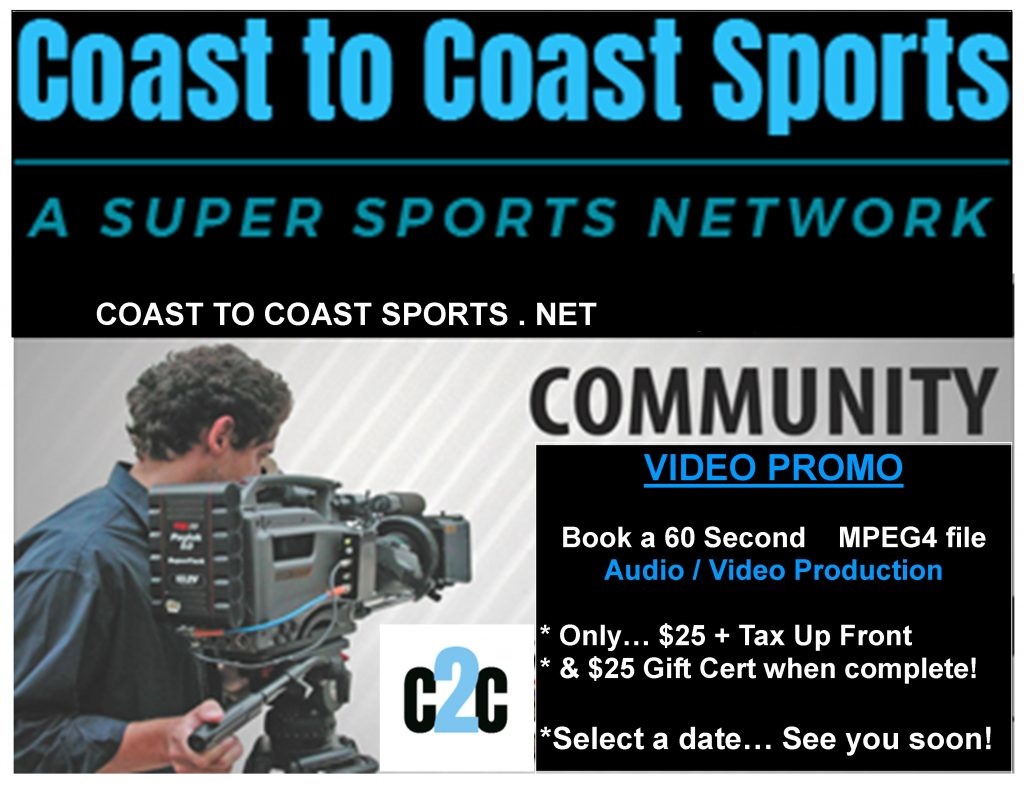 Coast to Coast Sports
A SUPER SPORTS NETWORK
COAST TO COAST SPORTS . NET
COMMUNITY
VIDEO PROMO
Book a 60 Second    MPEG4 file
Audio / Video Production
* Only… $25 + Tax Up Front
* & $25 Gift Cert when complete!
*Select a date… See you soon!
C2C